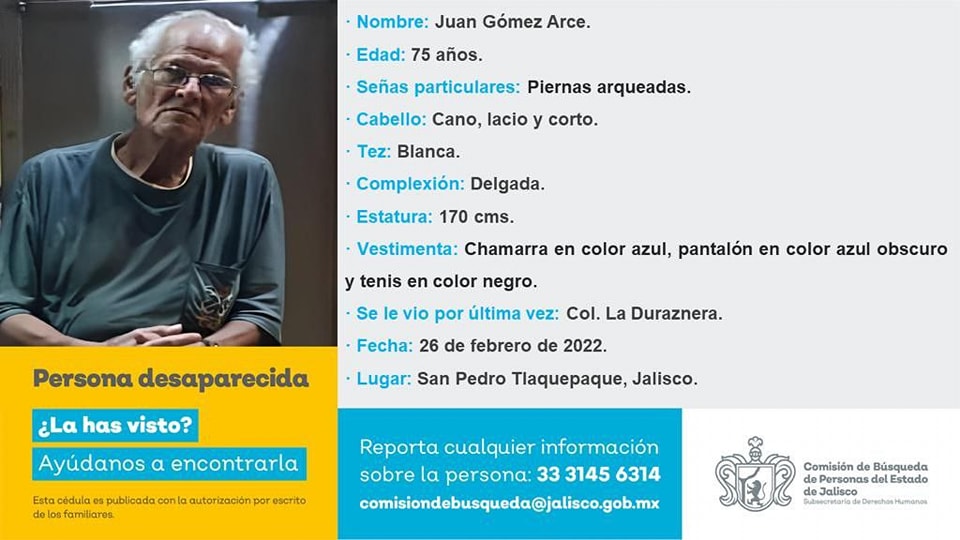 · Nombre: Juan Gómez Arce.
· Edad: 75 años.
· Señas particulares: Piernas arqueadas.
· Cabello: Cano, lacio y corto.
· Tez: Blanca.
· Complexión: Delgada.
· Estatura: 170 cms.
· Vestimenta: Chamarra en color azul, pantalón en color azul obscuro
y tenis en color negro.
· Se le vio por última vez: Col. La Duraznera.
· Fecha: 26 de febrero de 2022.
· Lugar: San Pedro Tlaquepaque, Jalisco.
Persona desaparecida
¿La has visto?
Ayúdanos a encontrarla
Esta cédula es publicada con la autorización por escrito
de los familiares.
Reporta cualquier información
sobre la persona: 33 3145 6314
comisiondebusqueda@jalisco.gob.mx
Comisión de Búsqueda
de Personas del Estado
de Jalisco
Subsecretaría de Derechos Humanos